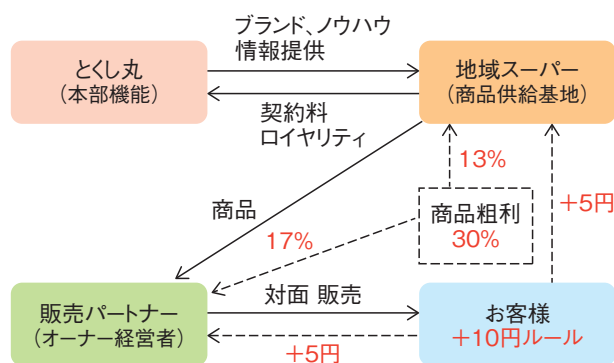 ブランド、ノウハウ
情報提供
とくし丸
（本部機能）
地域スーパー
（商品供給基地）
契約料
ロイヤリティ
13%
商品
17%
商品粗利
30%
＋5円
販売パートナー
（オーナー経営者）
対面 販売
お客様
＋10円ルール
＋5円